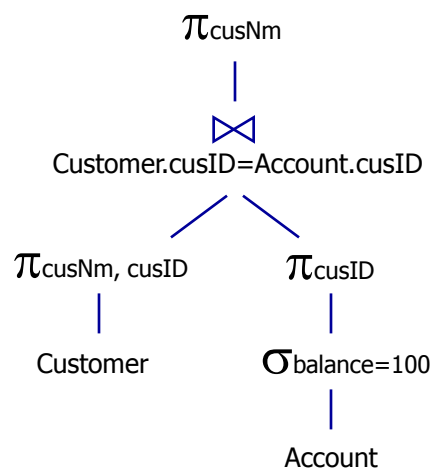 πcusNm
⋈
Customer.cusID=Account.cusID
πcusNm, cusID
πcusID
Customer
σbalance=100
Account